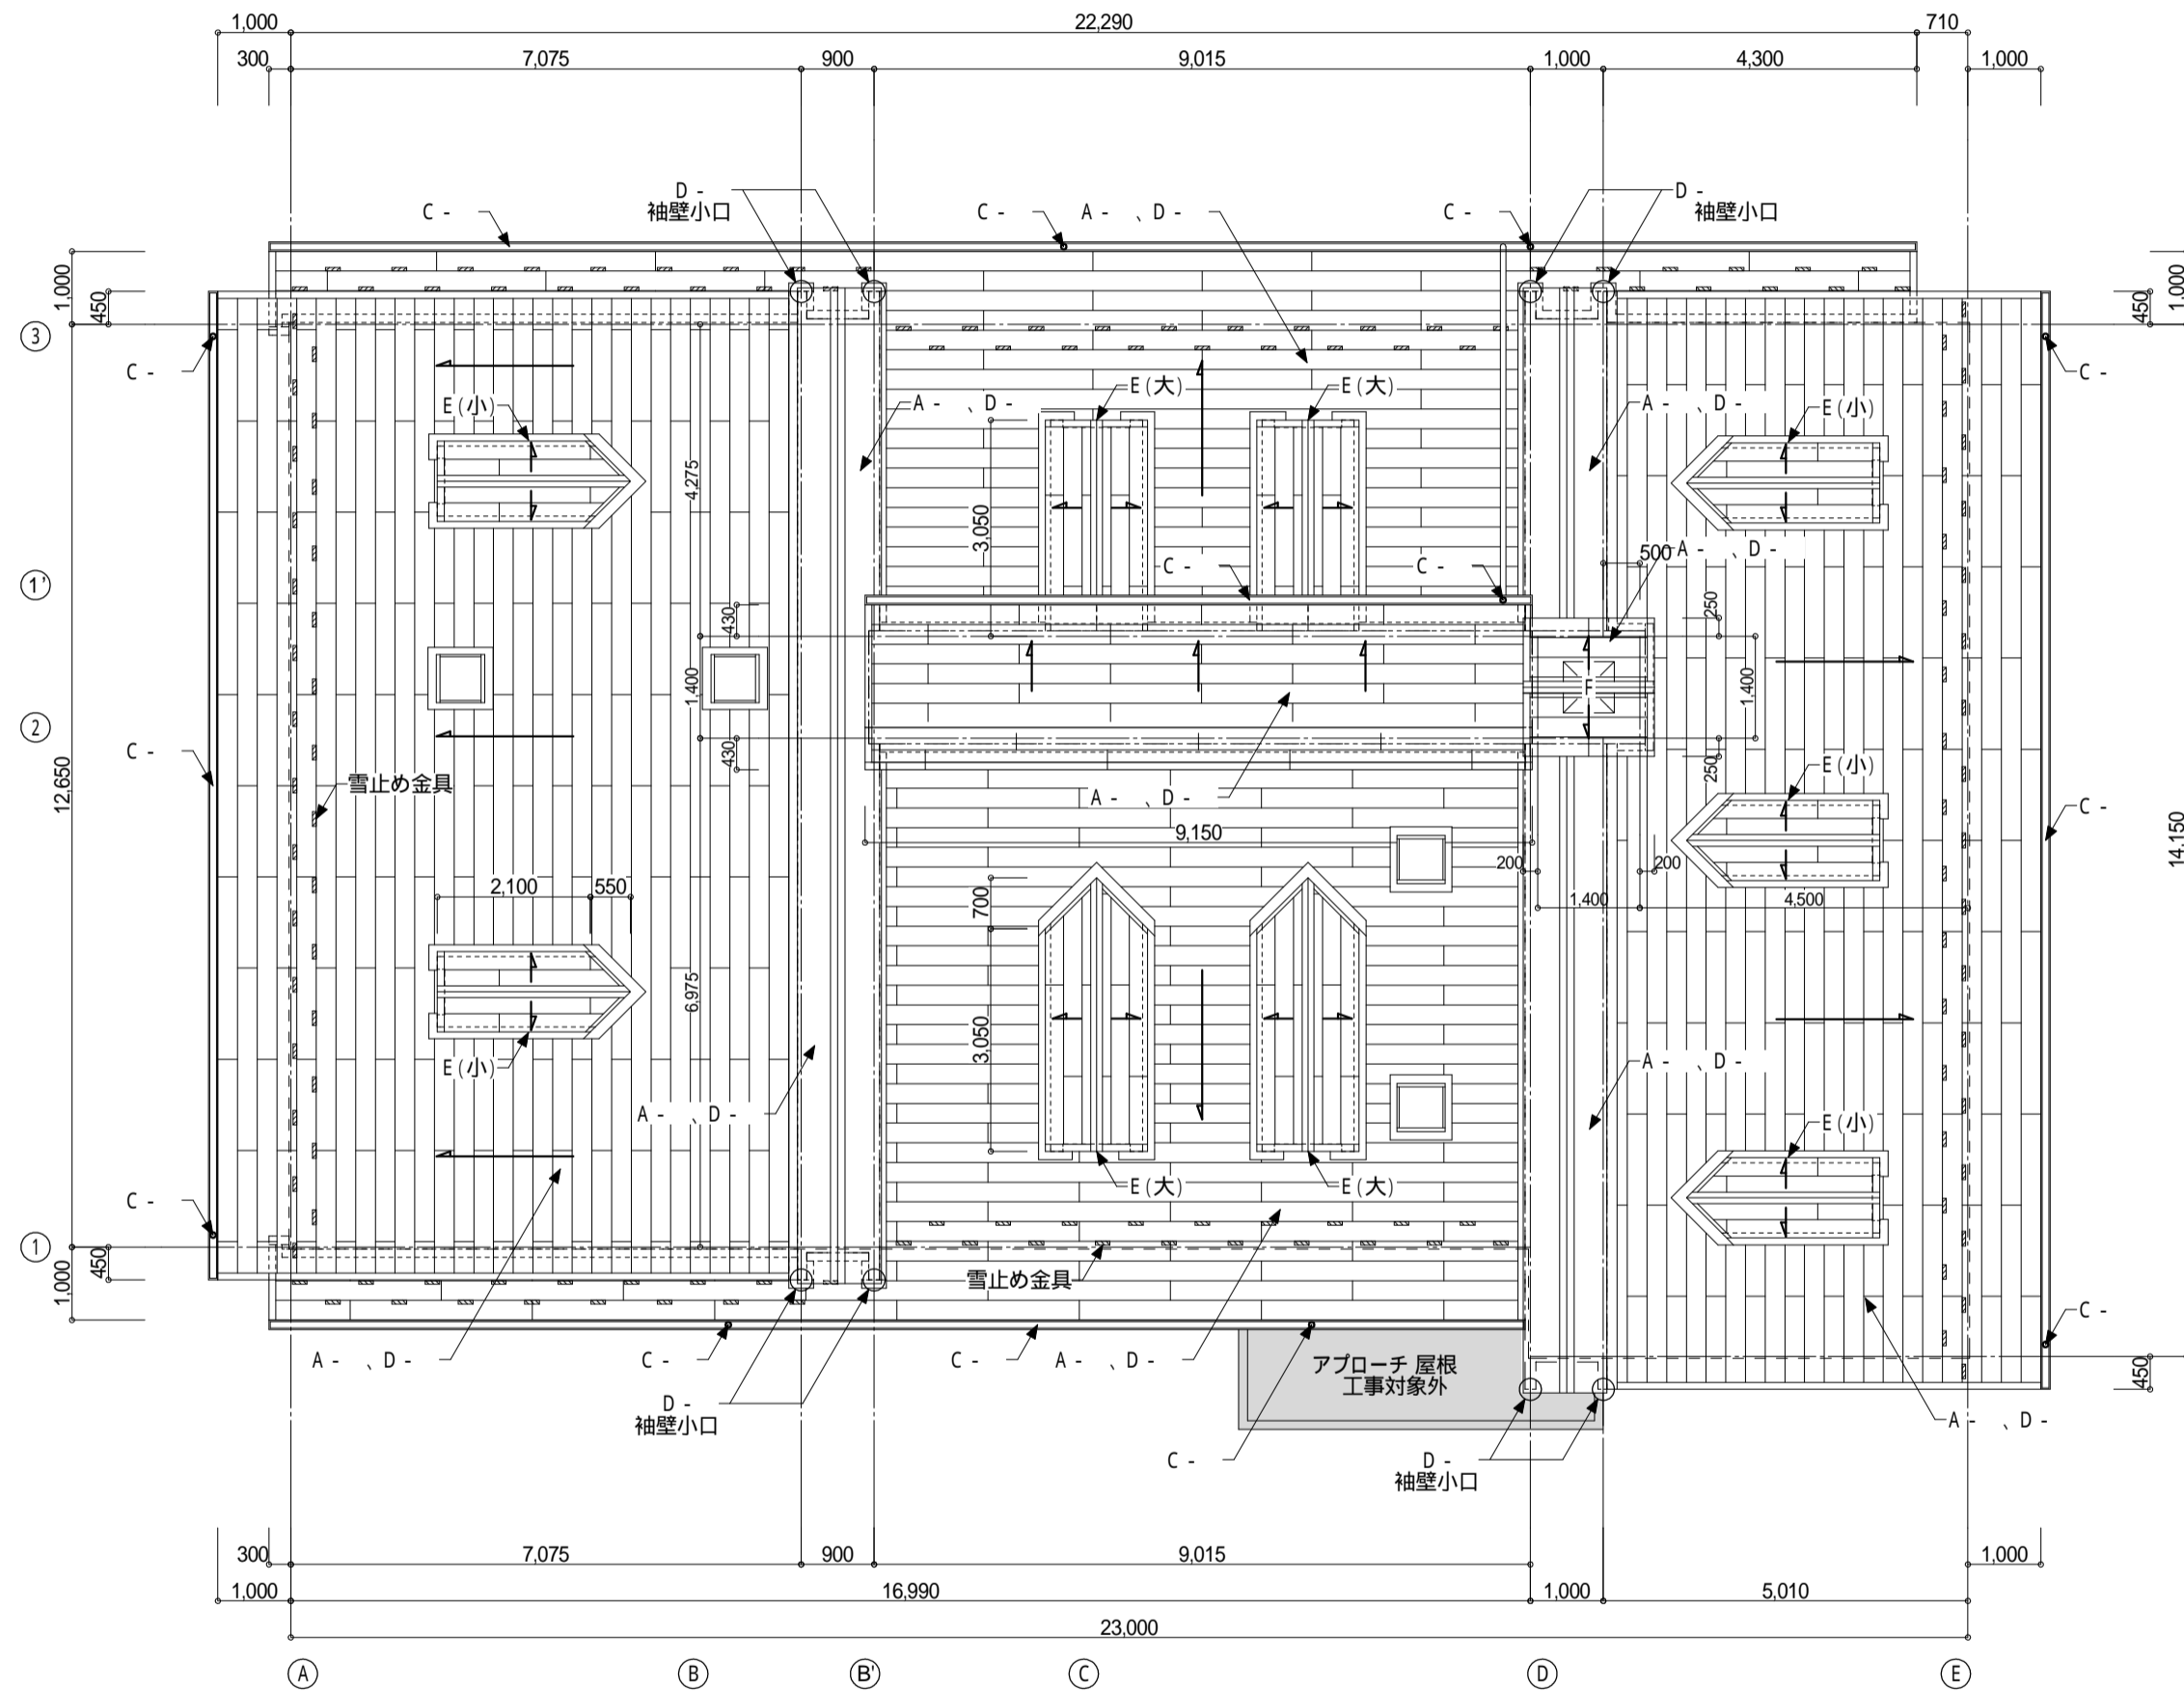 1,000
22,290
710
300
7,075
900
9,015
1,000
4,300
1,000
D -
袖壁小口
D -
袖壁小口
C -
C -
A -　、D -
C -
1,000
450
1,000
450
3
C -
C -
E(小)
A -　、D -
E(大)
E(大)
A -　、D -
E(小)
4,275
3,050
500
A -　、D -
C -
C -
1'
430
250
1,400
F
1,400
2
C -
430
250
E(小)
雪止め金具
12,650
A -　、D -
C -
9,150
14,150
200
200
2,100
550
700
1,400
4,500
6,975
3,050
E(小)
A -　、D -
A -　、D -
E(小)
C -
E(大)
E(大)
1
450
1,000
雪止め金具
C -
A -　、D -
C -
C -
A -　、D -
アプローチ 屋根
工事対象外
450
D -
袖壁小口
A -　、D -
C -
D -
袖壁小口
300
7,075
900
9,015
1,000
1,000
16,990
1,000
5,010
23,000
A
B
B'
C
D
E